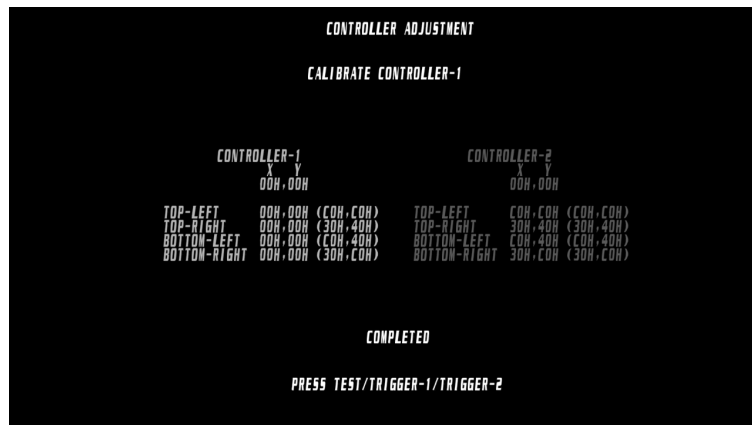 CONTROLLER ADJUSTMENT
CALIBRATE CONTROLLER-1
CONTROLLER-1 CONTROLLER-2
X Y X Y
00H,00H 00H,00H
TOP-LEFT 00H,00H (C0H,C0H) TOP-LEFT C0H,C0H (C0H,C0H)
TOP-RIGHT 00H,00H (30H,40H) TOP-RIGHT 30H,40H (30H,40H)
BOTTOM-LEFT 00H,00H (C0H,40H) BOTTOM-LEFT C0H,40H (C0H,40H)
BOTTOM-RIGHT 00H,00H (30H,C0H) BOTTOM-RIGHT 30H,C0H (30H,C0H)
COMPLETED
PRESS TEST/TRIGGER-1/TRIGGER-2